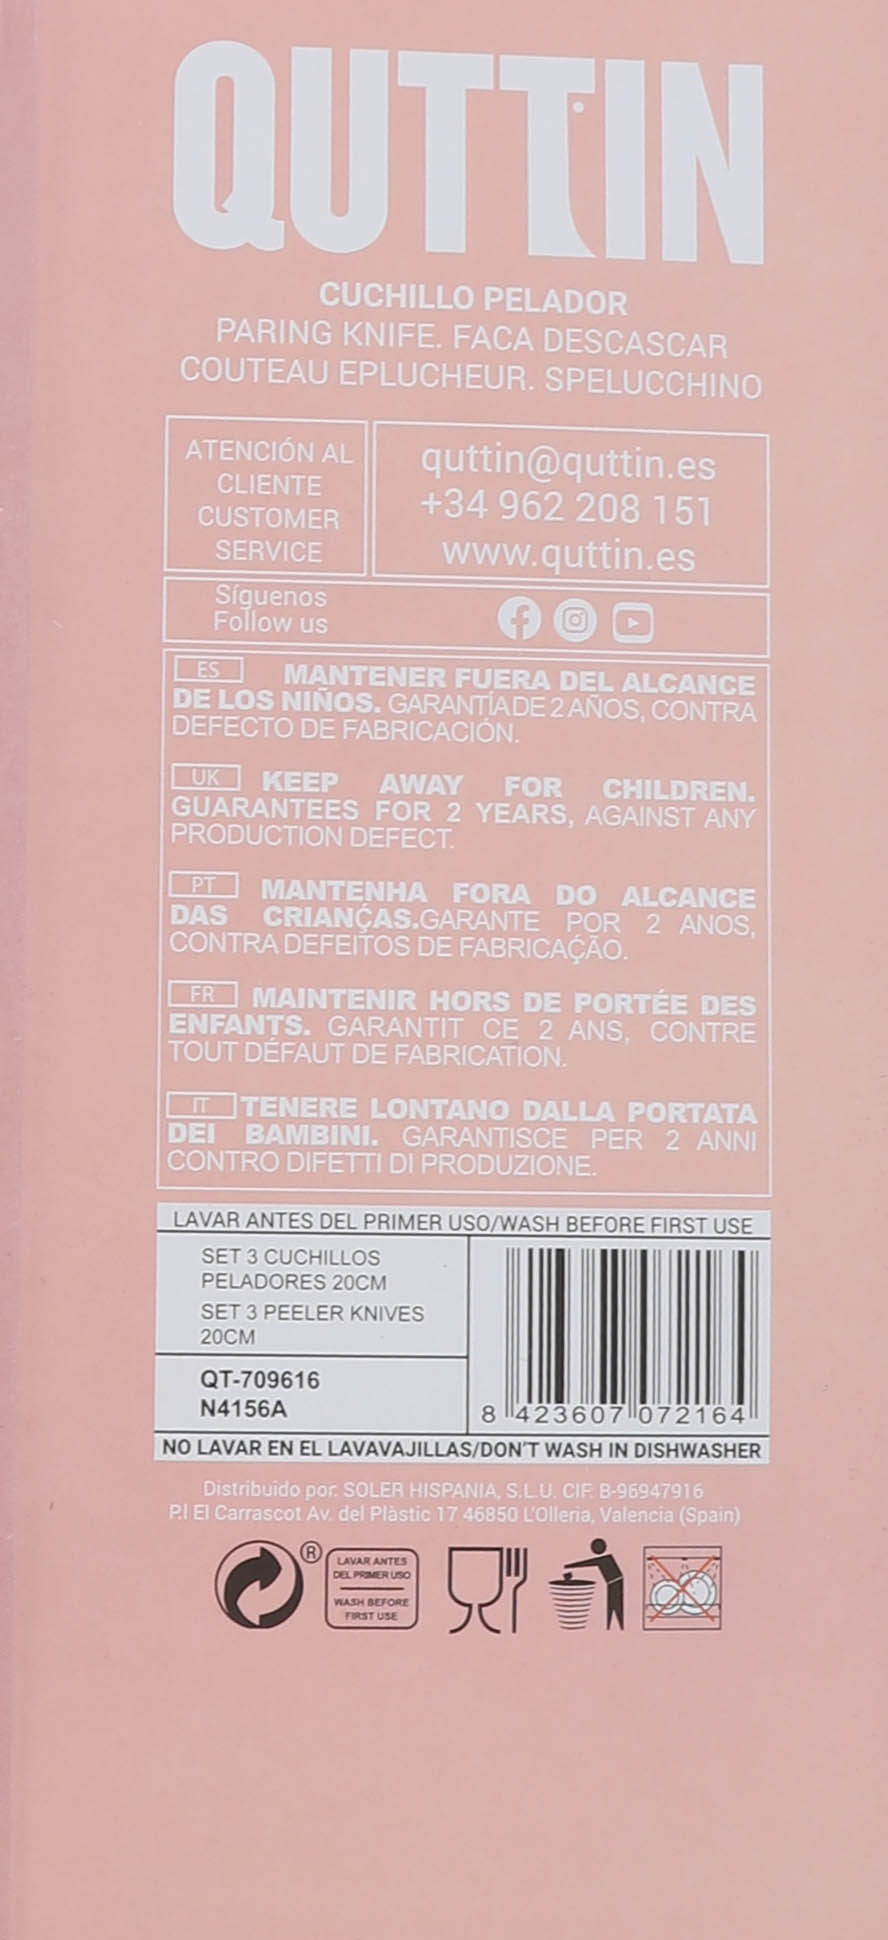 QUTTIN
CUCHILLO PELADOR
PARING KNIFE. FACA DESCASCAR
COUTEAU EPLUCHEUR. SPELUCCHINO
ATENCIÓN AL
CLIENTE
CUSTOMER
SERVICE
quttin@quttin.es
+34 962 208 151
www.quttin.es
Síguenos
Follow us
ES MANTENER FUERA DEL ALCANCE
DE LOS NIÑOS. GARANTÍA DE 2 AÑOS, CONTRA
DEFECTO DE FABRICACIÓN.
UK KEEP AWAY FOR CHILDREN.
GUARANTEES FOR 2 YEARS, AGAINST ANY
PRODUCTION DEFECT.
PT MANTENHA FORA DO ALCANCE
DAS CRIANÇAS.GARANTE POR 2 ANOS,
CONTRA DEFEITOS DE FABRICAÇÃO.
FR MAINTENIR HORS DE PORTÉE DES
ENFANTS. GARANTIT CE 2 ANS, CONTRE
TOUT DÉFAUT DE FABRICATION.
IT TENERE LONTANO DALLA PORTATA
DEI BAMBINI. GARANTISCE PER 2 ANNI
CONTRO DIFETTI DI PRODUZIONE.
LAVAR ANTES DEL PRIMER USO/WASH BEFORE FIRST USE
SET 3 CUCHILLOS
PELADORES 20CM
SET 3 PEELER KNIVES
20CM
QT-709616
N4156A
8 423607 072164
NO LAVAR EN EL LAVAVAJILLAS/DON'T WASH IN DISHWASHER
Distribuido por: SOLER HISPANIA, S.L.U. CIF: B-96947916
P.I El Carrascot Av. del Plàstic 17 46850 L'Olleria, Valencia (Spain)
®
LAVAR ANTES
DEL PRIMER USO
WASH BEFORE
FIRST USE